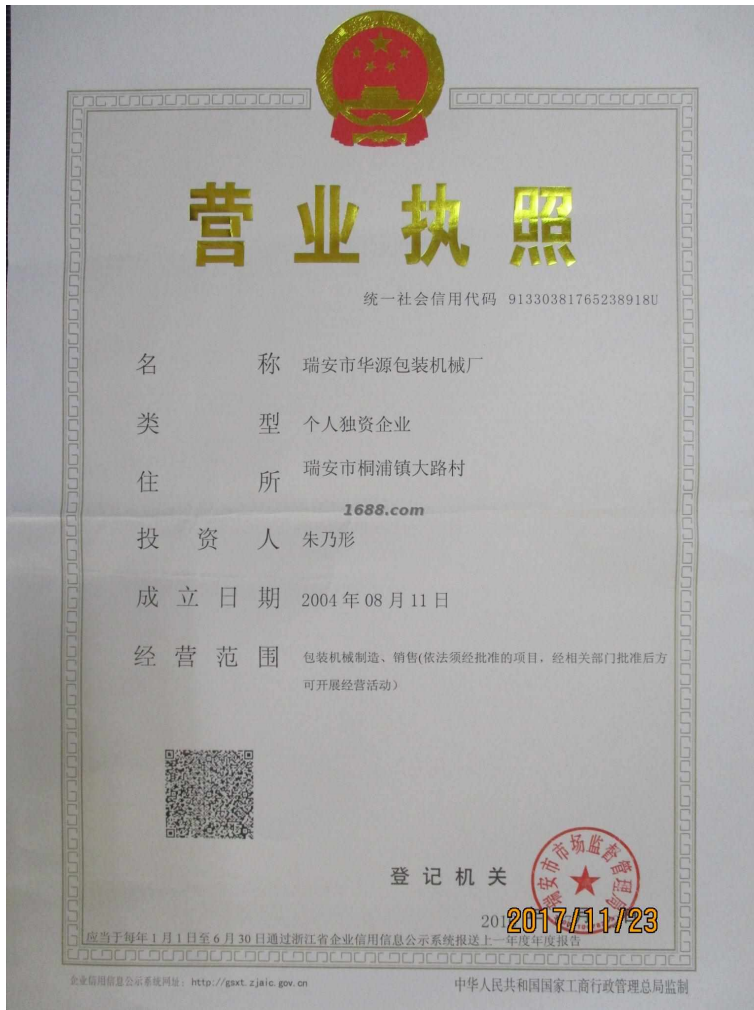 营业执照
统一社会信用代码 91330381765238918U
名 称 瑞安市华源包装机械厂
类 型 个人独资企业
住 所 瑞安市桐浦镇大路村
1688.com
投 资 人 朱乃形
成 立 日 期 2004 年 08 月 11 日
经 营 范 围 包装机械制造、销售(依法须经批准的项目，经相关部门批准后方
可开展经营活动）
瑞安市市场监督管理局
登 记 机 关
201
2017/11/23
应当于每年1月1日至6月30日通过浙江省企业信用信息公示系统报送上一年度年度报告
企业信用信息公示系统网址：http://gsxt.zjaic.gov.cn
中华人民共和国国家工商行政管理总局监制